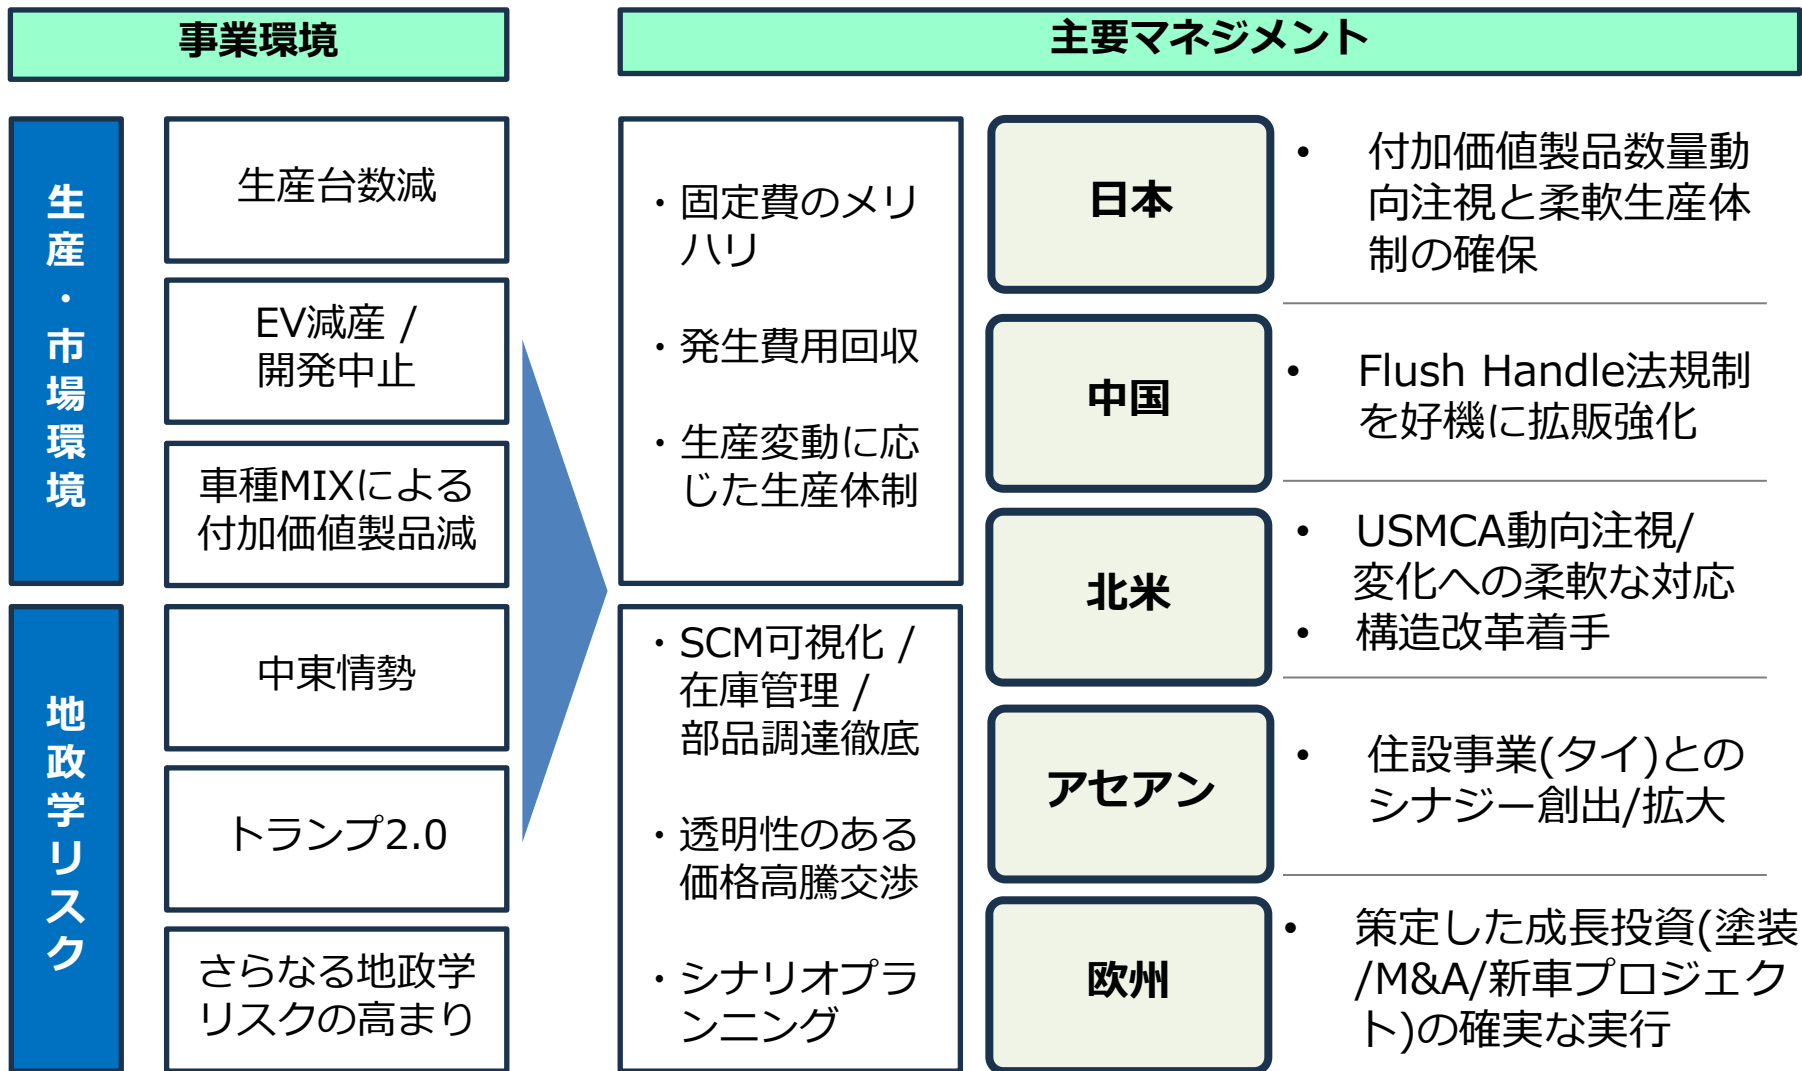 事業環境
主要マネジメント
生産・市場環境
生産台数減
EV減産 /
開発中止
車種MIXによる
付加価値製品減
地政学リスク
中東情勢
トランプ2.0
さらなる地政学
リスクの高まり
・固定費のメリ
ハリ
・発生費用回収
・生産変動に応
じた生産体制
・SCM可視化 /
在庫管理 /
部品調達徹底
・透明性のある
価格高騰交渉
・シナリオプラ
ンニング
日本
• 付加価値製品数量動
向注視と柔軟生産体
制の確保
中国
• Flush Handle法規制
を好機に拡販強化
北米
• USMCA動向注視/
変化への柔軟な対応
• 構造改革着手
アセアン
• 住設事業(タイ)との
シナジー創出/拡大
欧州
• 策定した成長投資(塗装
/M&A/新車プロジェク
ト)の確実な実行